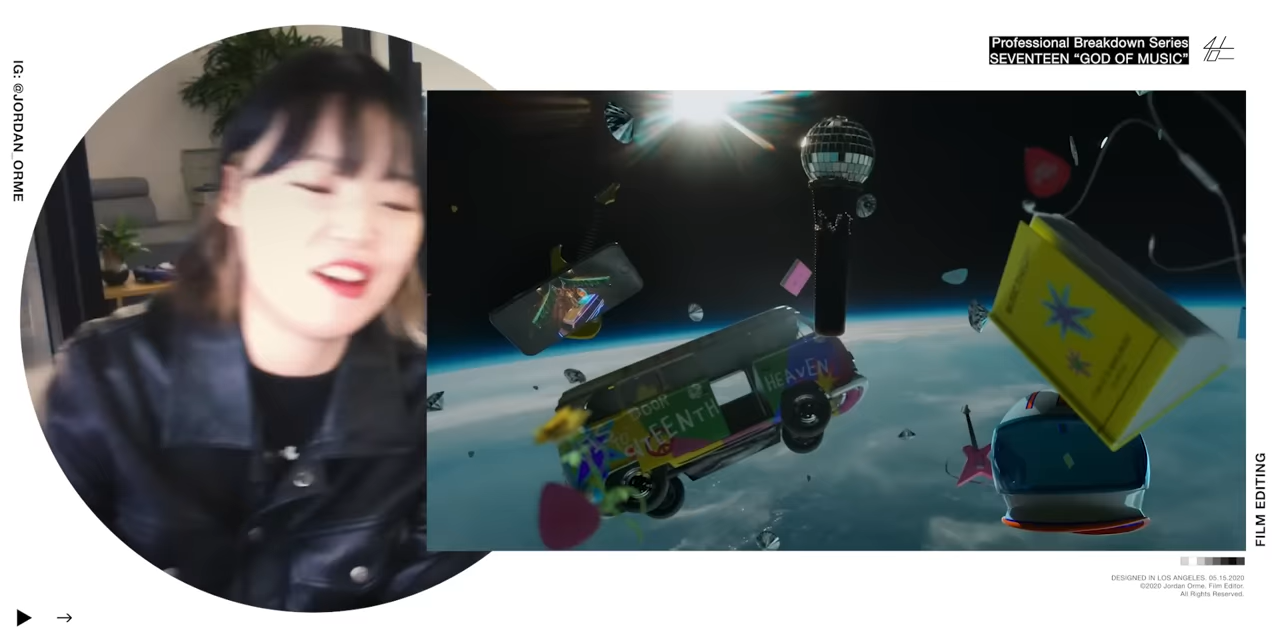 IG: @JORDAN_ORME
Professional Breakdown Series
SEVENTEEN “GOD OF MUSIC”
HEAVEN
FILM EDITING
DESIGNED IN LOS ANGELES. 05.15.2020
©2020 Jordan Orme. Film Editor.
All Rights Reserved.